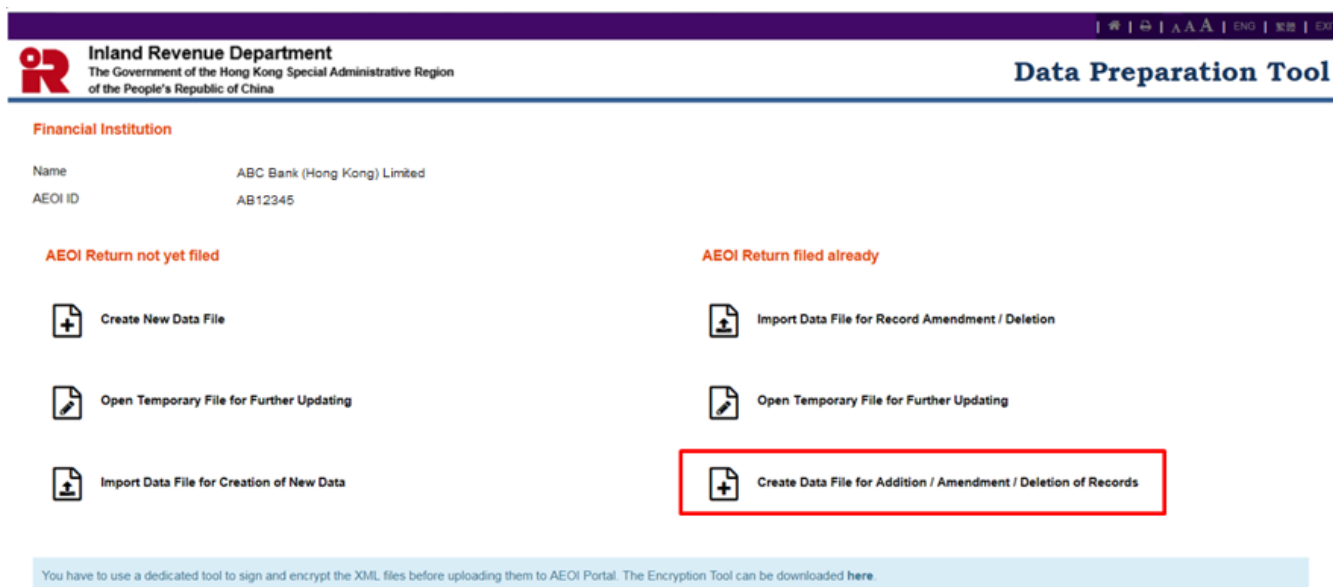 ENG | 繁體 | EXIT
Inland Revenue Department
The Government of the Hong Kong Special Administrative Region
of the People's Republic of China
Data Preparation Tool
Financial Institution
Name ABC Bank (Hong Kong) Limited
AEOI ID AB12345
AEOI Return not yet filed
AEOI Return filed already
Create New Data File
Import Data File for Record Amendment / Deletion
Open Temporary File for Further Updating
Open Temporary File for Further Updating
Import Data File for Creation of New Data
Create Data File for Addition / Amendment / Deletion of Records
You have to use a dedicated tool to sign and encrypt the XML files before uploading them to AEOI Portal. The Encryption Tool can be downloaded here.